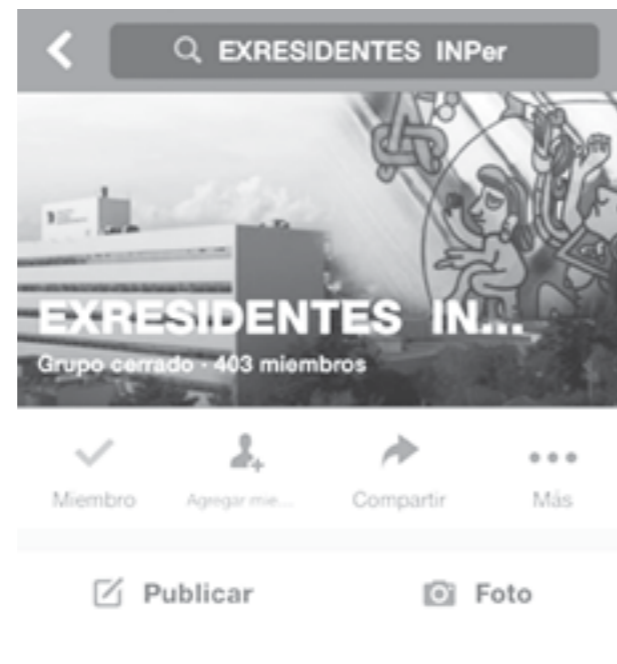 EXRESIDENTES INPer
EXRESIDENTES IN...
Grupo cerrado · 403 miembros
Miembro
Agregar mie...
Compartir
Más
Publicar
Foto